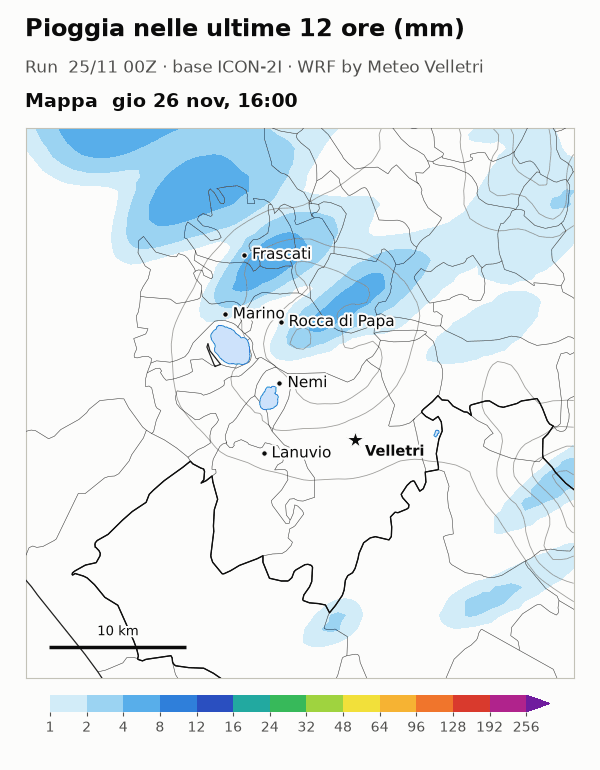 Pioggia nelle ultime 12 ore (mm)
Run  25/11 00Z · base ICON-2I · WRF by Meteo Velletri
Mappa  gio 26 nov, 16:00
Frascati
Marino
Rocca di Papa
Nemi
Velletri
Lanuvio
10 km
1 2 4 8 12 16 24 32 48 64 96 128 192 256